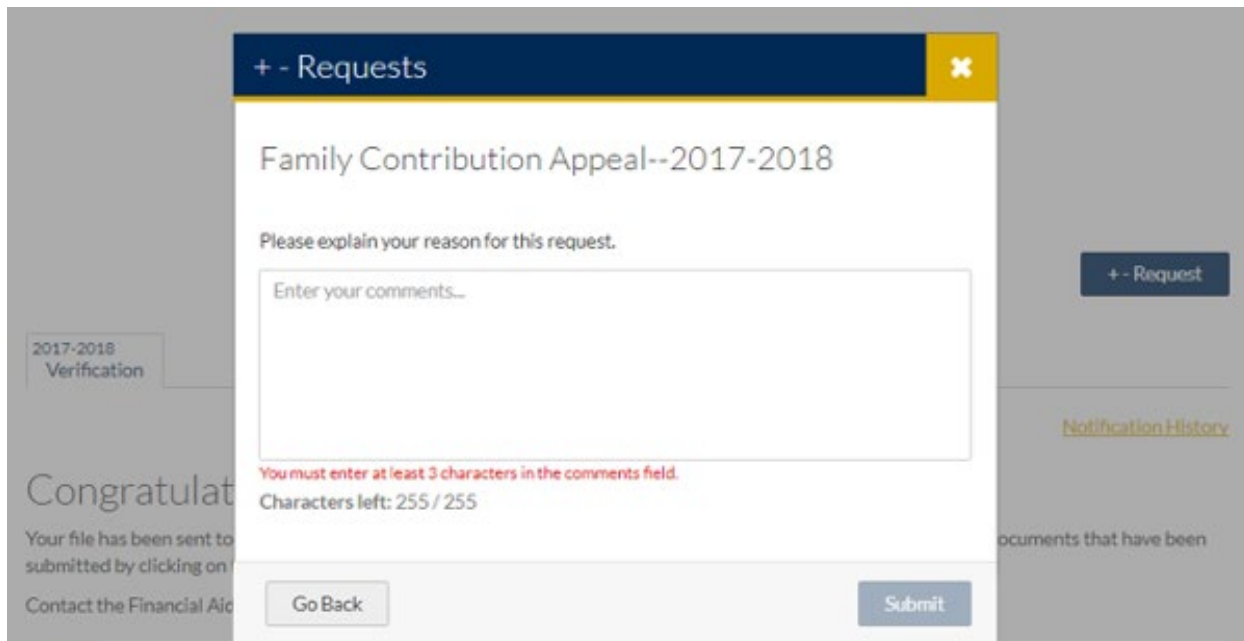 + - Requests
Family Contribution Appeal--2017-2018
Please explain your reason for this request.
Enter your comments...
You must enter at least 3 characters in the comments field.
Characters left: 255 / 255
Go Back
Submit
+ - Request
2017-2018
Verification
Notification History
Congratulat
Your file has been sent to
ocuments that have been
submitted by clicking on
Contact the Financial Aid